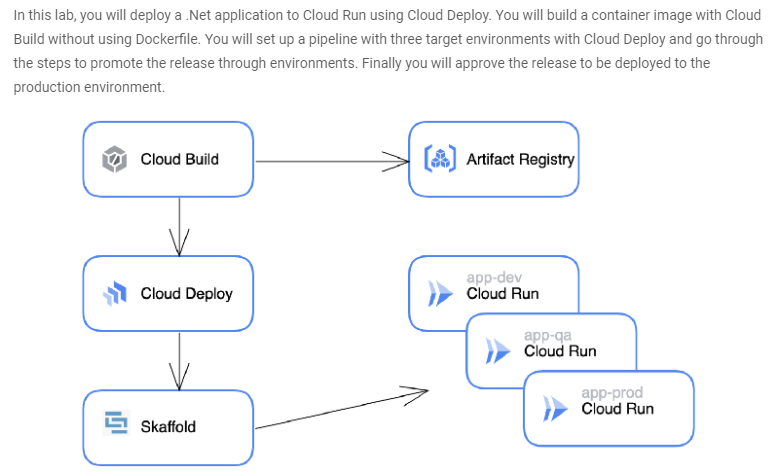 In this lab, you will deploy a .Net application to Cloud Run using Cloud Deploy. You will build a container image with Cloud
Build without using Dockerfile. You will set up a pipeline with three target environments with Cloud Deploy and go through
the steps to promote the release through environments. Finally you will approve the release to be deployed to the
production environment.
Cloud Build
Artifact Registry
Cloud Deploy
app-dev
Cloud Run
app-qa
Cloud Run
app-prod
Cloud Run
Skaffold